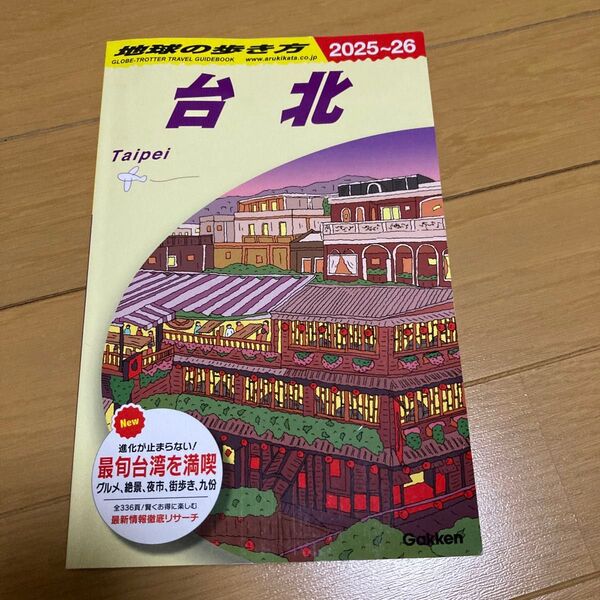 地球の歩き方 2025~26
GLOBE-TROTTER TRAVEL GUIDEBOOK www.arukikata.co.jp
台北
Taipei
New
進化が止まらない!
最旬台湾を満喫
グルメ、絶景、夜市、街歩き、九份
全336頁/賢くお得に楽しむ
最新情報徹底リサーチ
Gakken